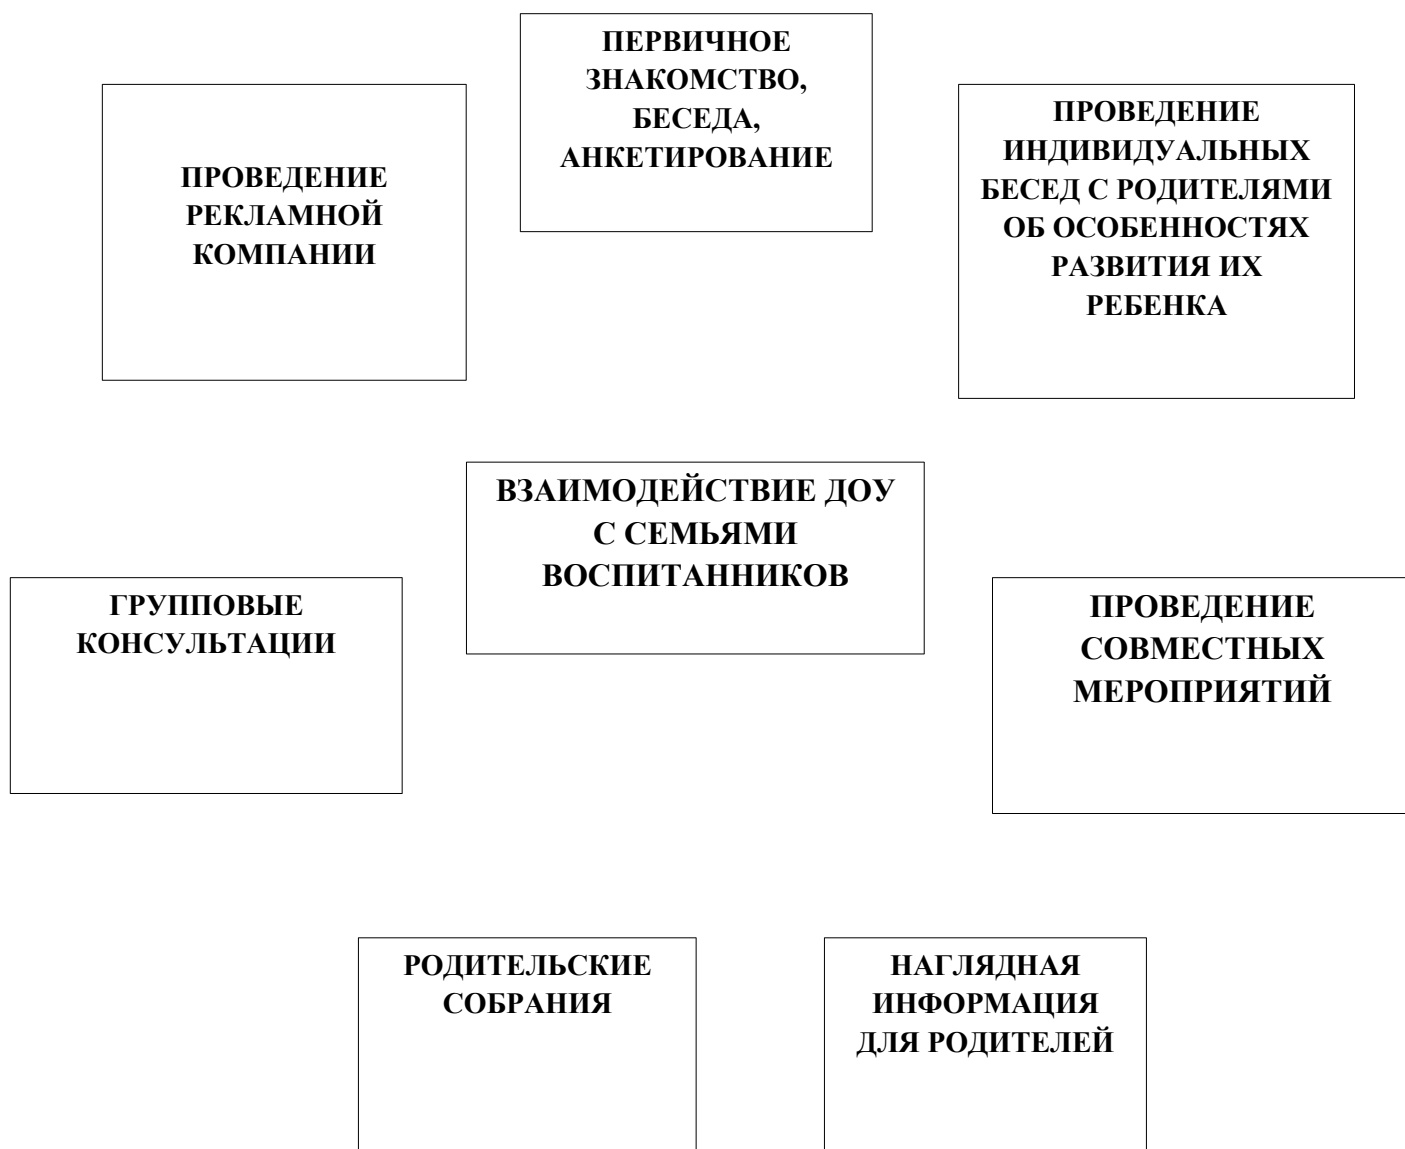 ПЕРВИЧНОЕ
ЗНАКОМСТВО,
БЕСЕДА,
АНКЕТИРОВАНИЕ
ПРОВЕДЕНИЕ
РЕКЛАМНОЙ
КОМПАНИИ
ПРОВЕДЕНИЕ
ИНДИВИДУАЛЬНЫХ
БЕСЕД С РОДИТЕЛЯМИ
ОБ ОСОБЕННОСТЯХ
РАЗВИТИЯ ИХ
РЕБЕНКА
ВЗАИМОДЕЙСТВИЕ ДОУ
С СЕМЬЯМИ
ВОСПИТАННИКОВ
ГРУППОВЫЕ
КОНСУЛЬТАЦИИ
ПРОВЕДЕНИЕ
СОВМЕСТНЫХ
МЕРОПРИЯТИЙ
РОДИТЕЛЬСКИЕ
СОБРАНИЯ
НАГЛЯДНАЯ
ИНФОРМАЦИЯ
ДЛЯ РОДИТЕЛЕЙ